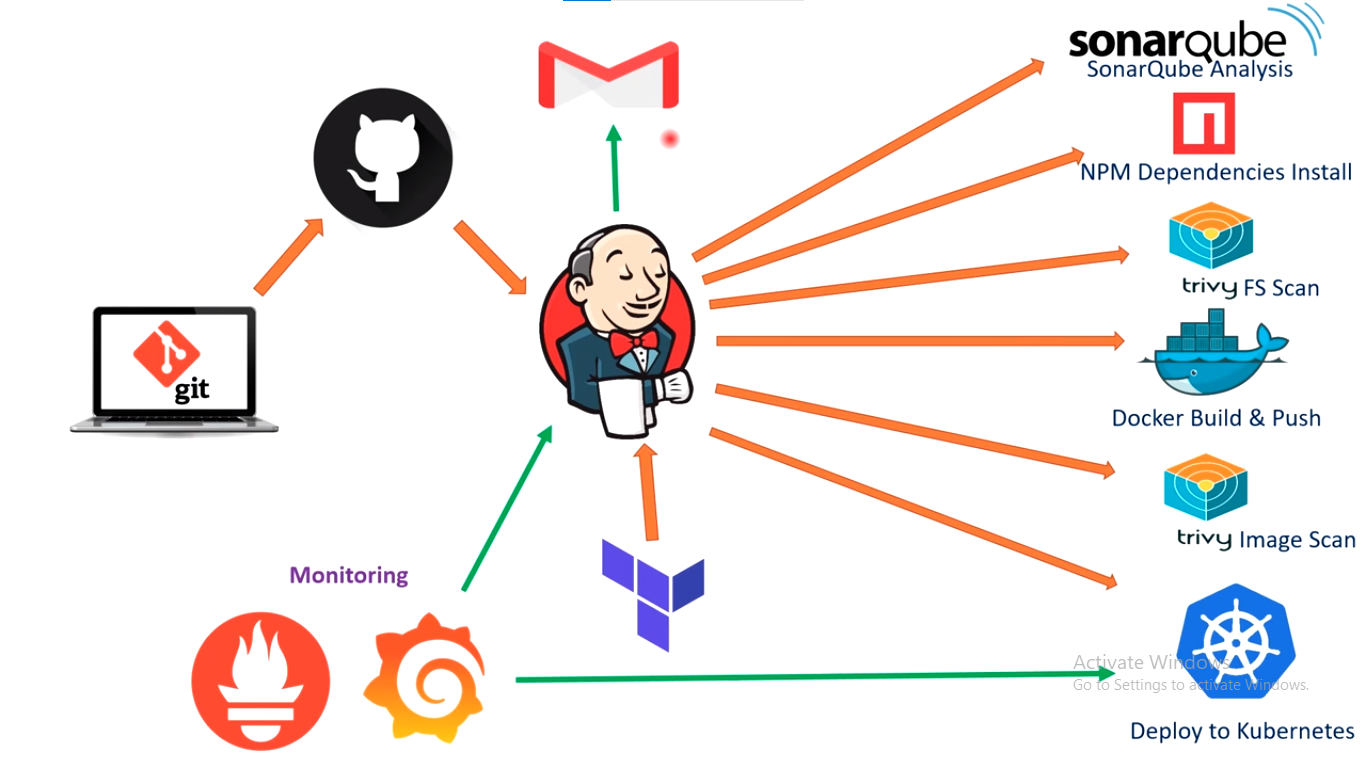 sonarqube
SonarQube Analysis
NPM Dependencies Install
trivy FS Scan
git
Docker Build & Push
trivy Image Scan
Monitoring
Activate Windows
Go to Settings to activate Windows.
Deploy to Kubernetes